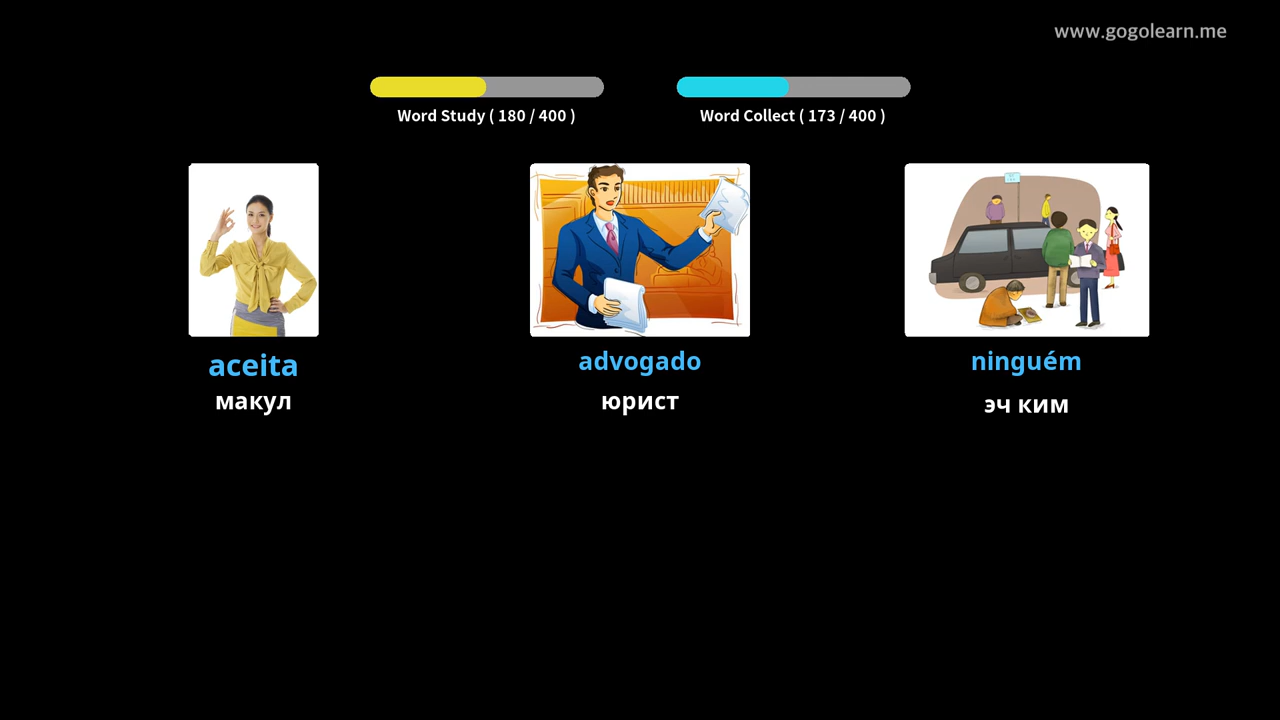 www.gogolearn.me
Word Study ( 180 / 400 )
Word Collect ( 173 / 400 )
aceita
advogado
ninguém
макул
юрист
эч ким